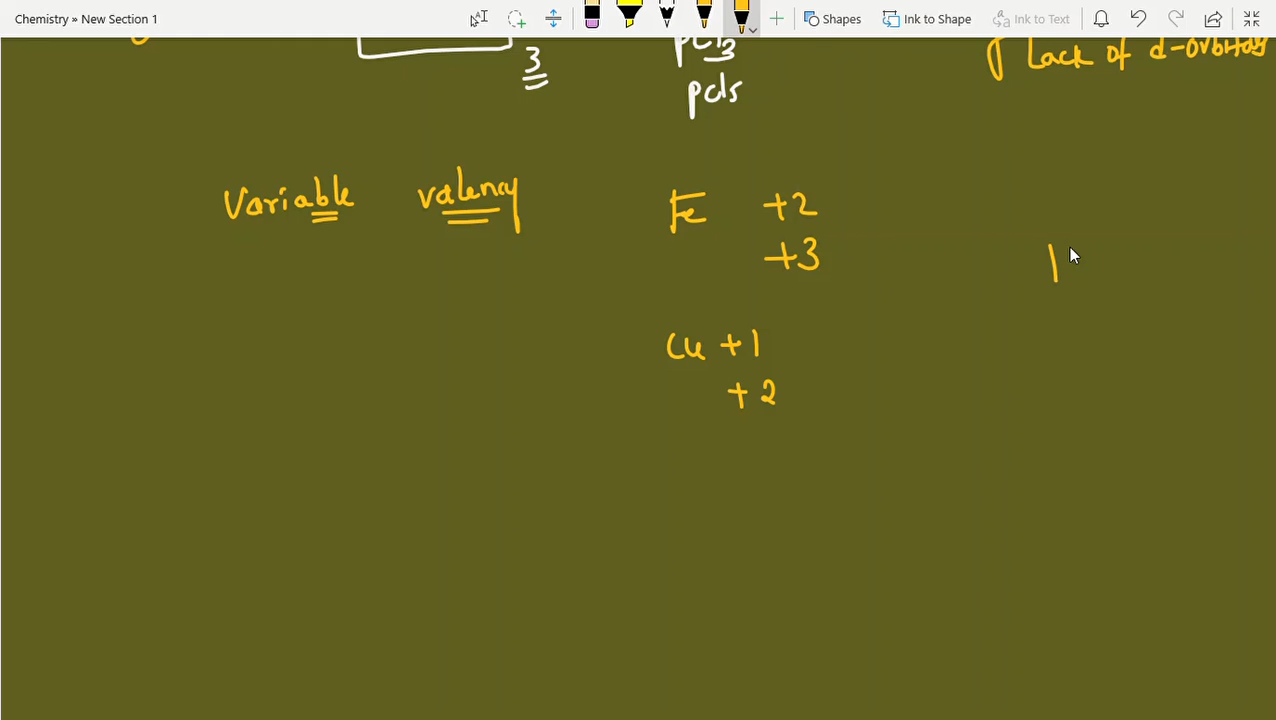 Chemistry » New Section 1
Shapes
Ink to Shape
Ink to Text
3
pcl3
pcl5
Lack of d-orbitals
Variable valency
Fe +2
+3
Cu +1
+2